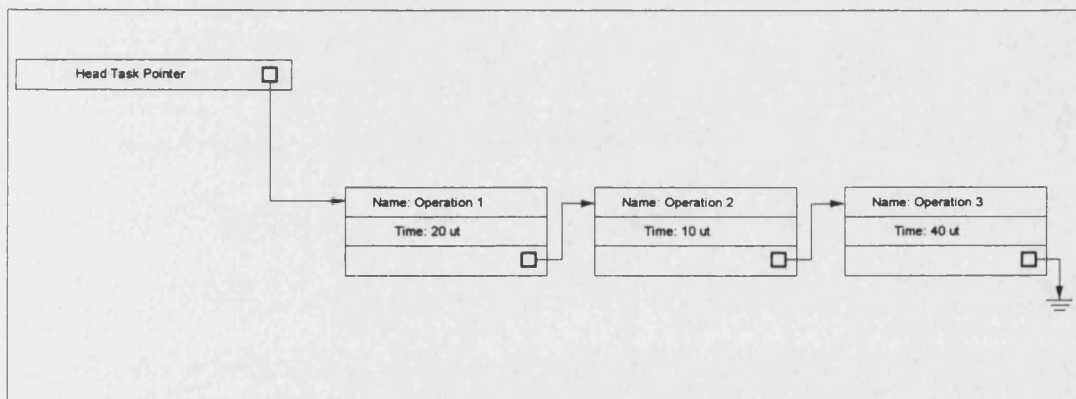 Head Task Pointer
Name: Operation 1
Time: 20 ut
Name: Operation 2
Time: 10 ut
Name: Operation 3
Time: 40 ut